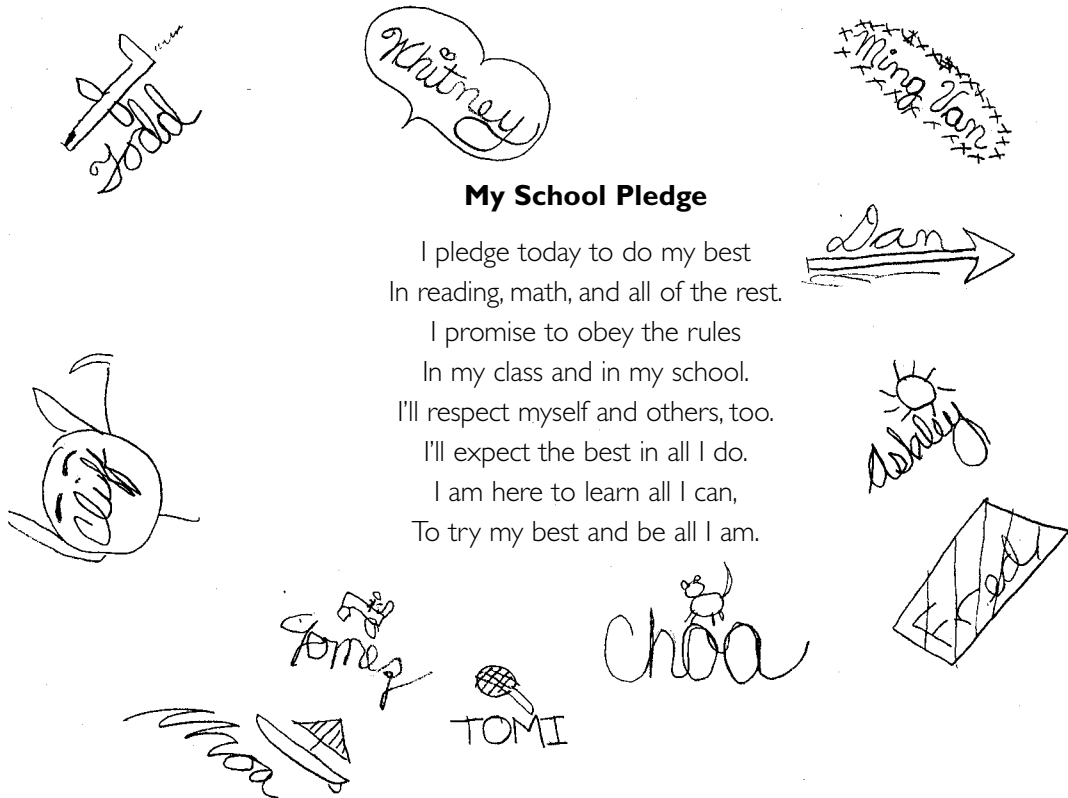 Todd
Whitney
Ming Van
My School Pledge
I pledge today to do my best
In reading, math, and all of the rest.
I promise to obey the rules
In my class and in my school.
I'll respect myself and others, too.
I'll expect the best in all I do.
I am here to learn all I can,
To try my best and be all I am.
Dan
Ashley
Fred
Choa
TOMI
James